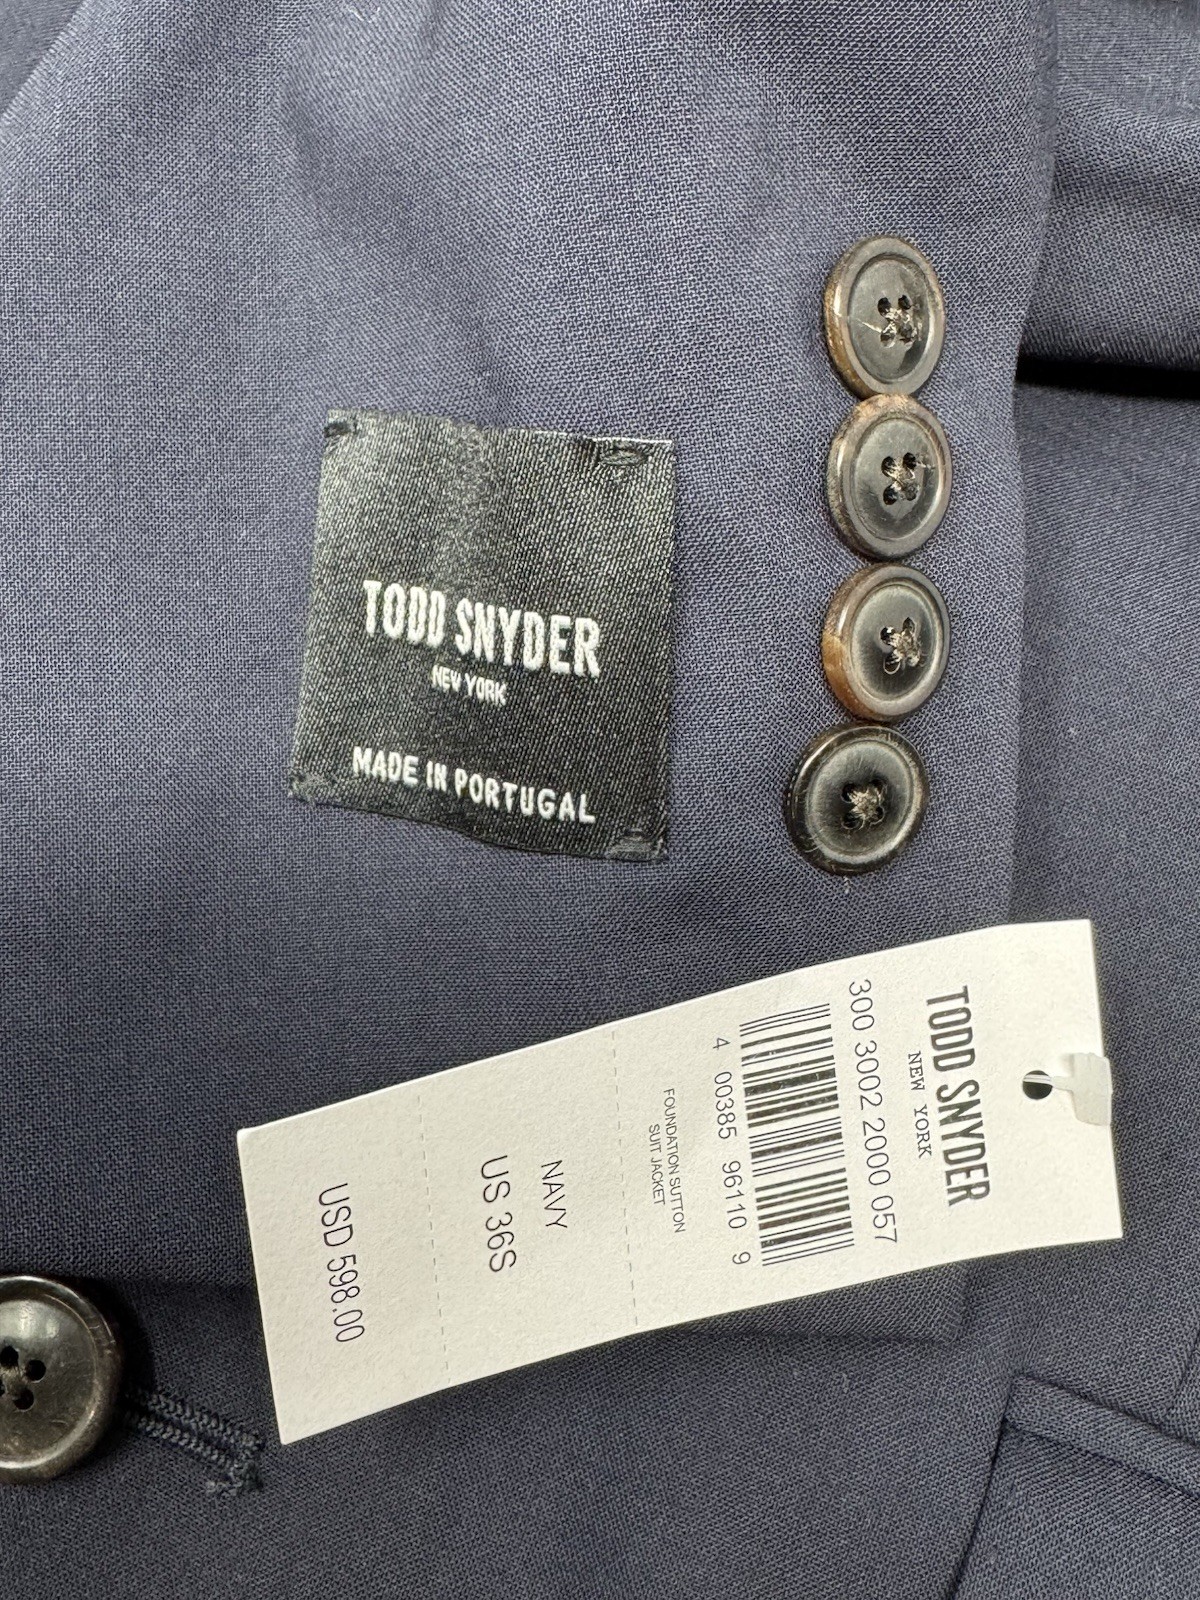 TODD SNYDER
NEW YORK
MADE IN PORTUGAL
TODD SNYDER
NEW YORK
300 3002 2000 057
4 00385 96110 9
FOUNDATION SUTTON
SUIT JACKET
NAVY
US 36S
USD 598.00